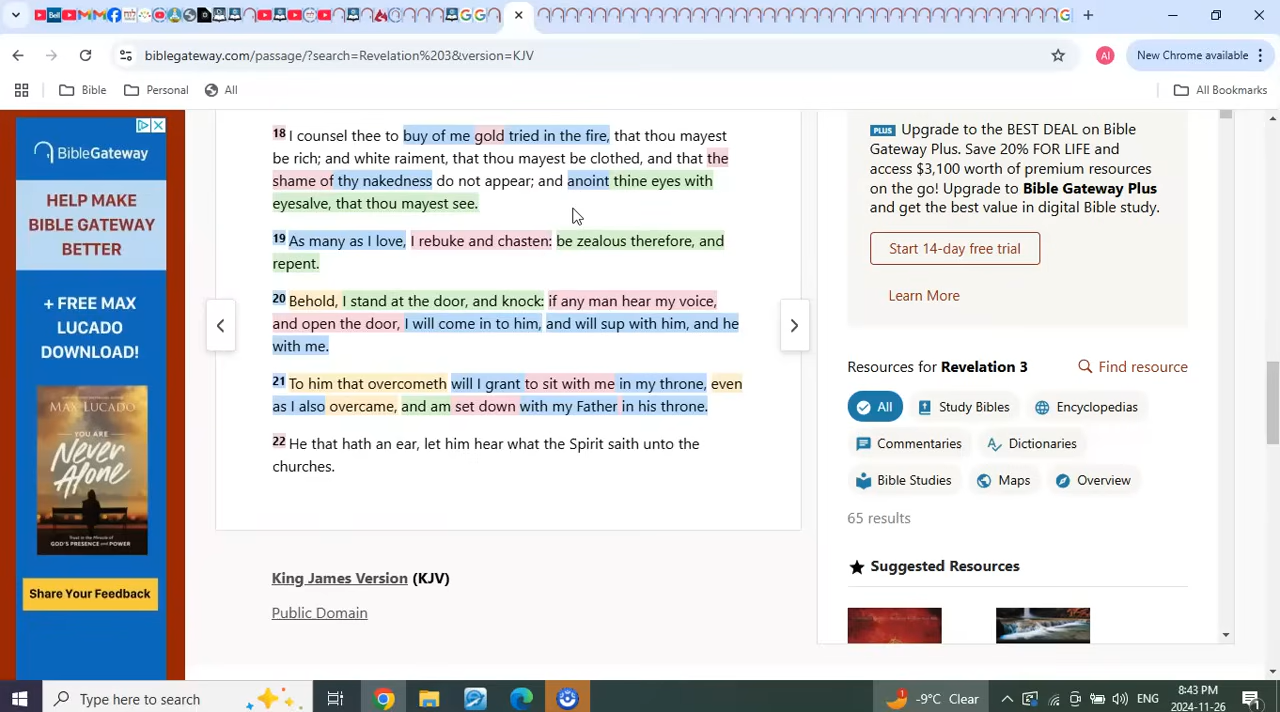 biblegateway.com/passage/?search=Revelation%203&version=KJV
New Chrome available
Bible
Personal
All
All Bookmarks
BibleGateway
HELP MAKE
BIBLE GATEWAY
BETTER
+ FREE MAX
LUCADO
DOWNLOAD!
MAX LUCADO
YOU ARE
Never
Alone
GOD'S PRESENCE and POWER
Share Your Feedback
18 I counsel thee to buy of me gold tried in the fire, that thou mayest
be rich; and white raiment, that thou mayest be clothed, and that the
shame of thy nakedness do not appear; and anoint thine eyes with
eyesalve, that thou mayest see.
19 As many as I love, I rebuke and chasten: be zealous therefore, and
repent.
20 Behold, I stand at the door, and knock: if any man hear my voice,
and open the door, I will come in to him, and will sup with him, and he
with me.
21 To him that overcometh will I grant to sit with me in my throne, even
as I also overcame, and am set down with my Father in his throne.
22 He that hath an ear, let him hear what the Spirit saith unto the
churches.
King James Version (KJV)
Public Domain
PLUS Upgrade to the BEST DEAL on Bible
Gateway Plus. Save 20% FOR LIFE and
access $3,100 worth of premium resources
on the go! Upgrade to Bible Gateway Plus
and get the best value in digital Bible study.
Start 14-day free trial
Learn More
Resources for Revelation 3
Find resource
All
Study Bibles
Encyclopedias
Commentaries
Dictionaries
Bible Studies
Maps
Overview
65 results
Suggested Resources
Type here to search
-9°C Clear
ENG
8:43 PM
2024-11-26